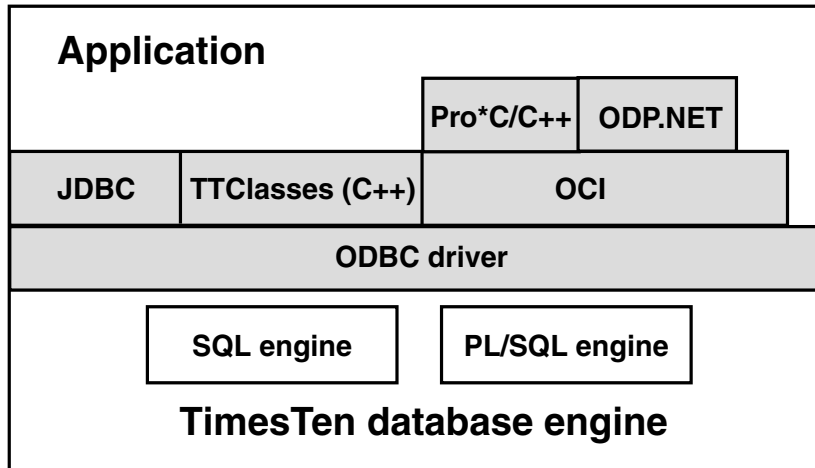 Application
Pro*C/C++ ODP.NET
JDBC TTClasses (C++) OCI
ODBC driver
SQL engine PL/SQL engine
TimesTen database engine